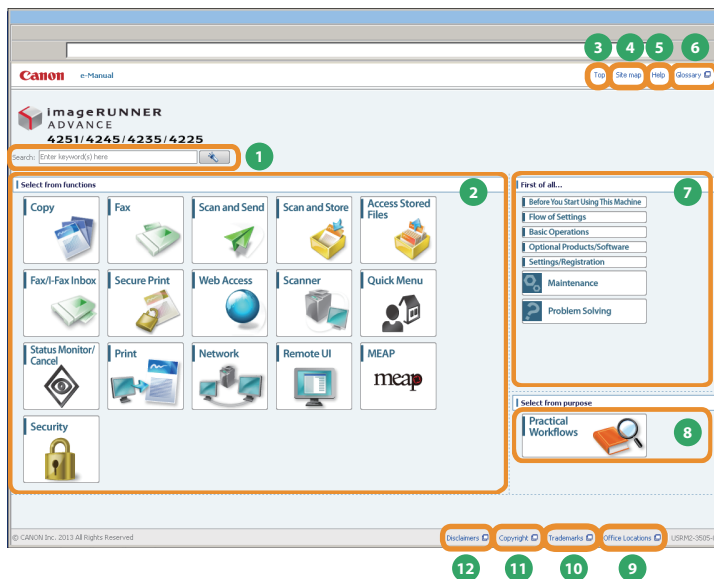 3 4 5 6
Canon e-Manual Top Site map Help Glossary
imageRUNNER
ADVANCE
4251/4245/4235/4225
Search: Enter keyword(s) here 1
Select from functions 2
Copy
Fax
Scan and Send
Scan and Store
Access Stored
Files
Fax/I-Fax Inbox
Secure Print
Web Access
Scanner
Quick Menu
Status Monitor/
Cancel
Print
Network
Remote UI
MEAP
meap
Security
First of all... 7
Before You Start Using This Machine
Flow of Settings
Basic Operations
Optional Products/Software
Settings/Registration
Maintenance
Problem Solving
Select from purpose
Practical
Workflows
8
© CANON Inc. 2013 All Rights Reserved Disclaimers Copyright Trademarks Office Locations USRM2-3505-
12 11 10 9